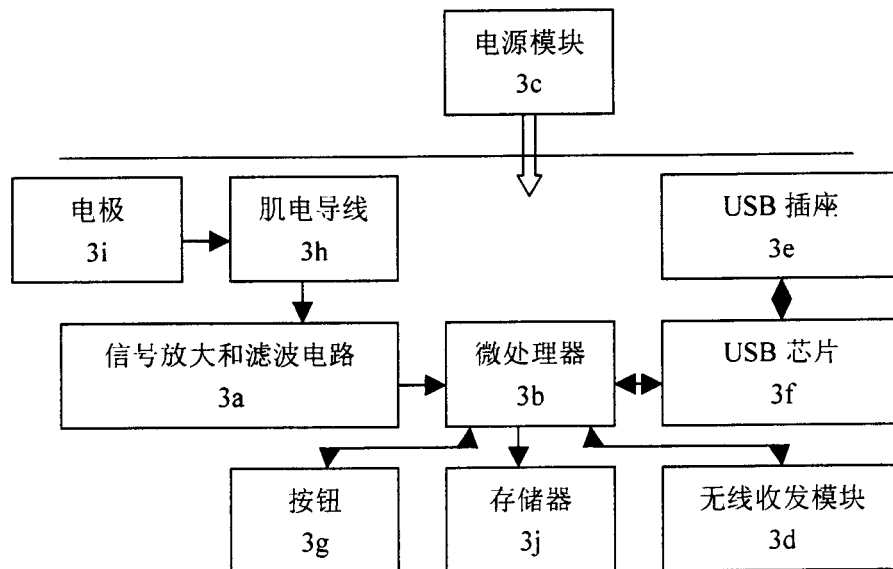 电源模块
3c
电极
3i
肌电导线
3h
USB 插座
3e
信号放大和滤波电路
3a
微处理器
3b
USB 芯片
3f
按钮
3g
存储器
3j
无线收发模块
3d